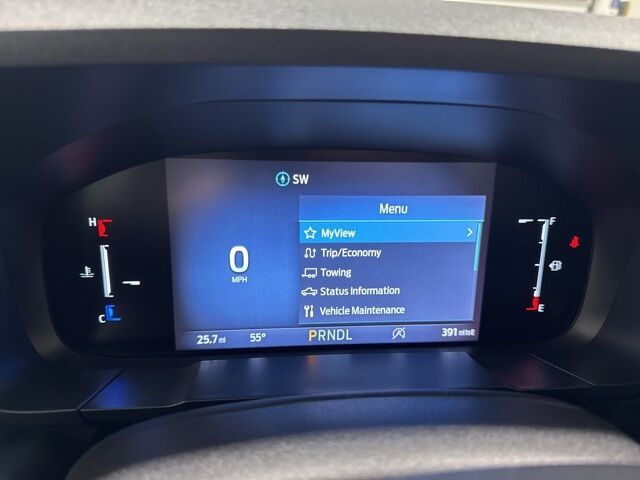 SW
Menu
H
F
MyView
0
MPH
Trip/Economy
Towing
Status Information
C
E
Vehicle Maintenance
25.7 mi 55° PRNDL 391 mi to E